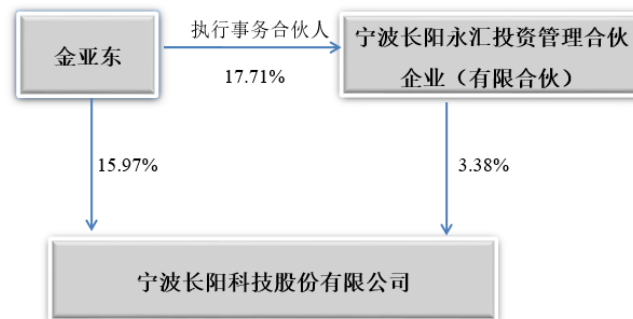 执行事务合伙人
金亚东
宁波长阳永汇投资管理合伙
企业（有限合伙）
17.71%
15.97%
3.38%
宁波长阳科技股份有限公司